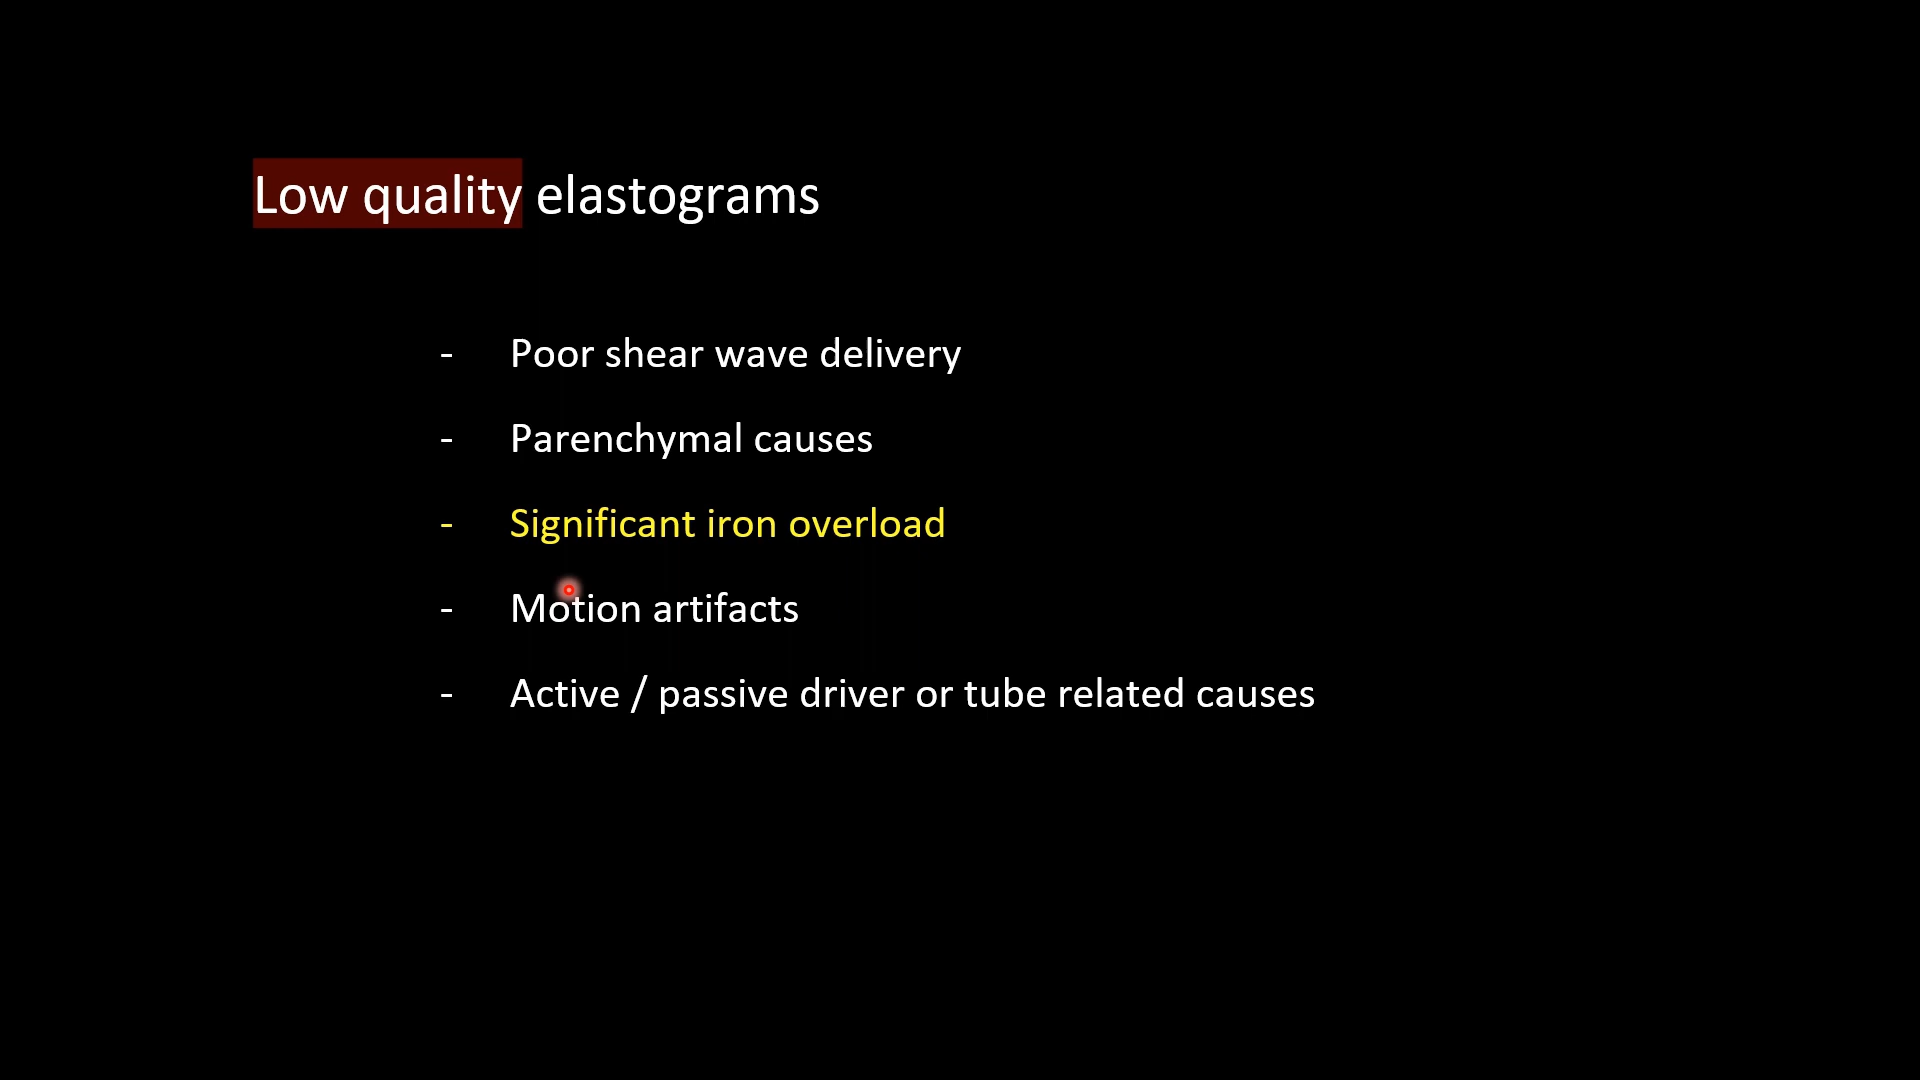 Low quality elastograms
- Poor shear wave delivery
- Parenchymal causes
- Significant iron overload
- Motion artifacts
- Active / passive driver or tube related causes